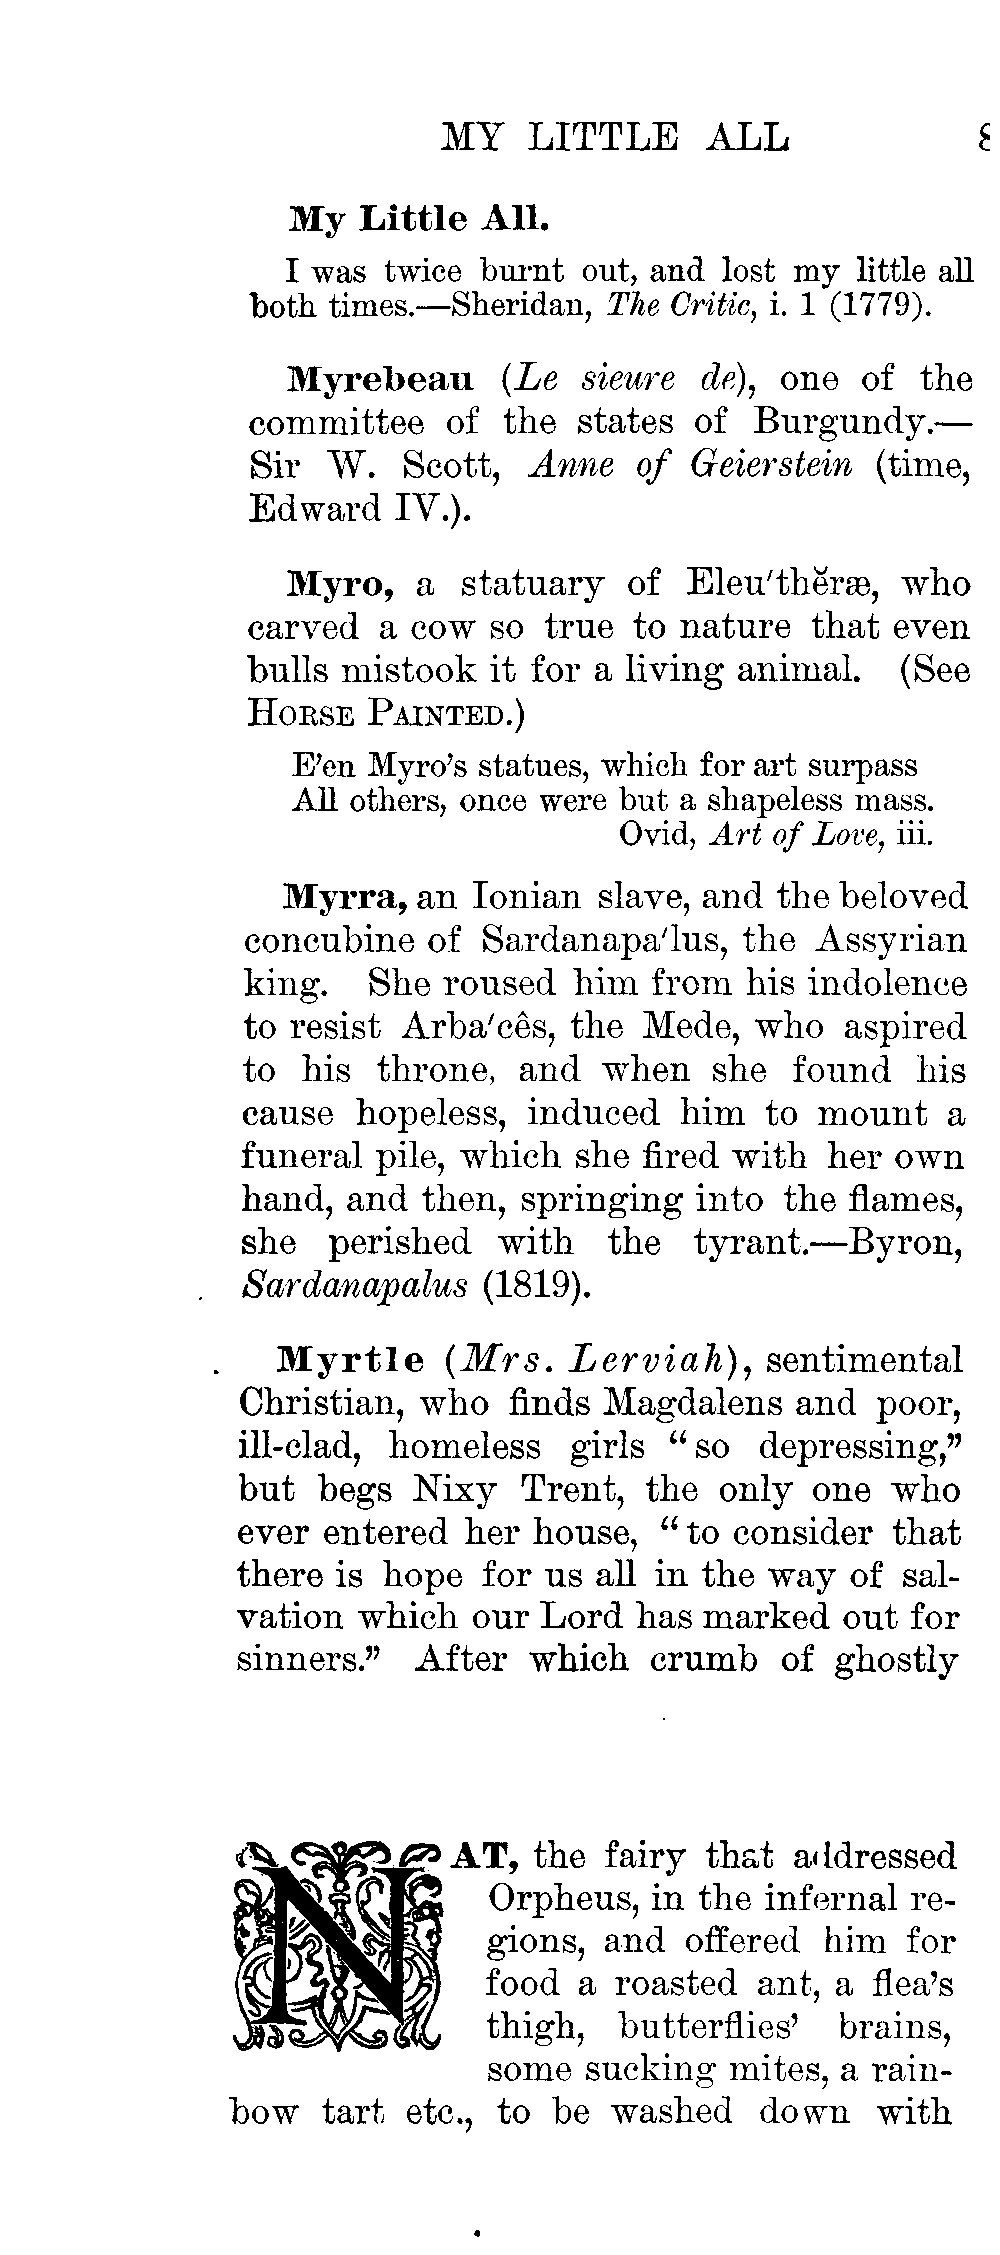 MY LITTLE ALL
My Little All.
I was twice burnt out, and lost my little all
both times.—Sheridan, The Critic, i. 1 (1779).
Myrebeau (Le sieure de), one of the
committee of the states of Burgundy.—
Sir W. Scott, Anne of Geierstein (time,
Edward IV.).
Myro, a statuary of Eleu'thĕræ, who
carved a cow so true to nature that even
bulls mistook it for a living animal. (See
HORSE PAINTED.)
E'en Myro's statues, which for art surpass
All others, once were but a shapeless mass.
Ovid, Art of Love, iii.
Myrra, an Ionian slave, and the beloved
concubine of Sardanapa'lus, the Assyrian
king. She roused him from his indolence
to resist Arba'cês, the Mede, who aspired
to his throne, and when she found his
cause hopeless, induced him to mount a
funeral pile, which she fired with her own
hand, and then, springing into the flames,
she perished with the tyrant.—Byron,
Sardanapalus (1819).
Myrtle (Mrs. Lerviah), sentimental
Christian, who finds Magdalens and poor,
ill-clad, homeless girls “so depressing,”
but begs Nixy Trent, the only one who
ever entered her house, “to consider that
there is hope for us all in the way of sal-
vation which our Lord has marked out for
sinners.” After which crumb of ghostly
NAT, the fairy that addressed
Orpheus, in the infernal re-
gions, and offered him for
food a roasted ant, a flea's
thigh, butterflies' brains,
some sucking mites, a rain-
bow tart etc., to be washed down with